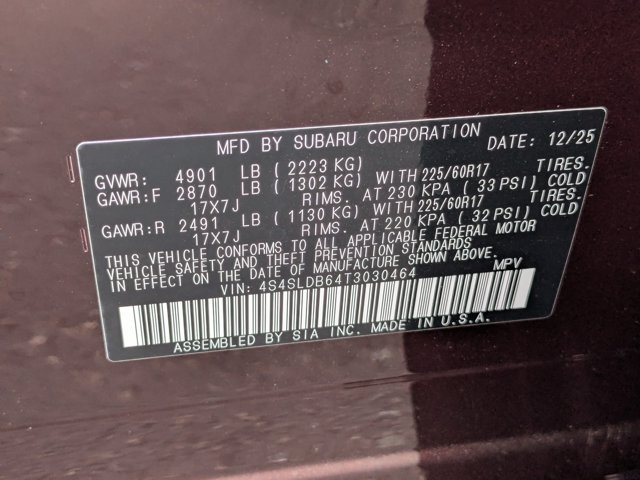 MFD BY SUBARU CORPORATION DATE: 12/25
GVWR: 4901 LB (2223 KG)
GAWR:F 2870 LB (1302 KG) WITH 225/60R17 TIRES.
17X7J RIMS. AT 230 KPA (33 PSI) COLD
GAWR:R 2491 LB (1130 KG) WITH 225/60R17 TIRES.
17X7J RIMS. AT 220 KPA (32 PSI) COLD
THIS VEHICLE CONFORMS TO ALL APPLICABLE FEDERAL MOTOR
VEHICLE SAFETY AND THEFT PREVENTION STANDARDS
IN EFFECT ON THE DATE OF MANUFACTURE SHOWN ABOVE.
VIN: 4S4SLDB64T3030464 MPV
ASSEMBLED BY SIA INC. MADE IN U.S.A.